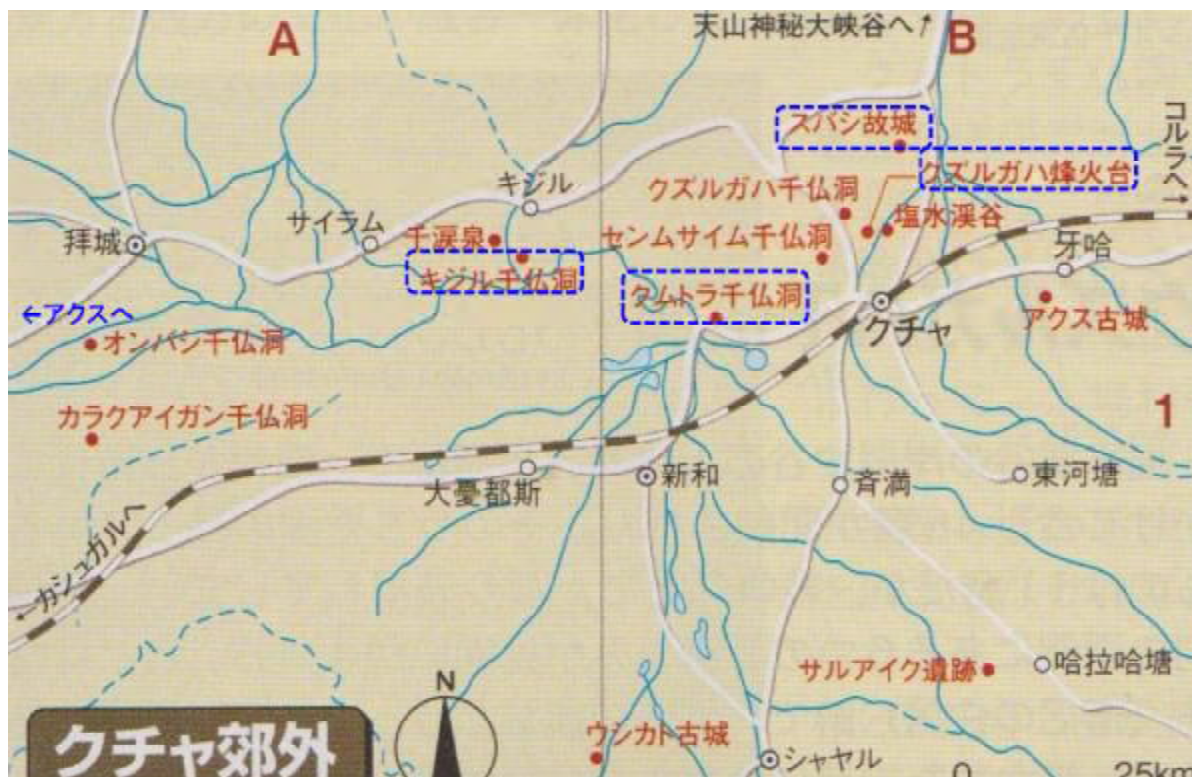 天山神秘大峡谷へ↑
A
B
スバシ故城
コルラへ→
クズルガハ烽火台
キジル
クズルガハ千仏洞
塩水渓谷
サイラム
拝城
千涙泉
センムサイム千仏洞
牙哈
キジル千仏洞
クムトラ千仏洞
クチャ
アクス古城
←アクスへ
オンバシ千仏洞
カラクアイガン千仏洞
1
大憂都斯
新和
斉満
東河塘
←カシュガルへ
サルアイク遺跡
哈拉哈塘
N
クチャ郊外
ウシカト古城
シャヤル
0
25km